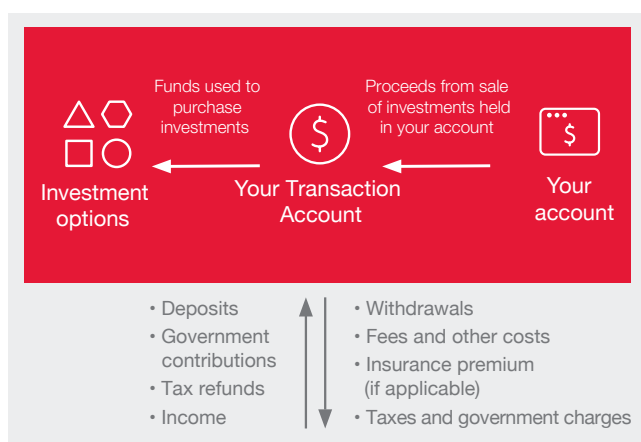 Funds used to
purchase
investments
Proceeds from sale
of investments held
in your account
$
$
Investment
options
Your Transaction
Account
Your
account
• Deposits
• Government
contributions
• Tax refunds
• Income
• Withdrawals
• Fees and other costs
• Insurance premium
(if applicable)
• Taxes and government charges